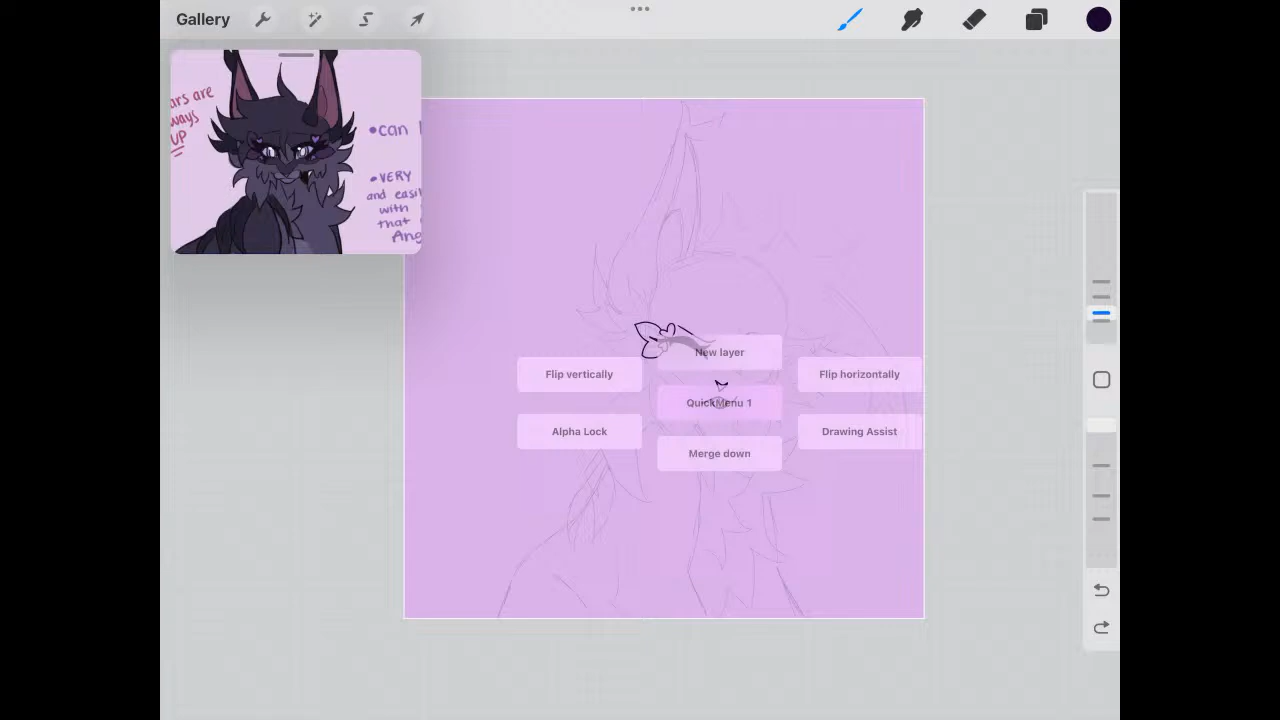 Gallery
ars are
ways
UP
•can
•VERY
and easi
with
that
Ang
New layer
Flip vertically
Flip horizontally
QuickMenu 1
Alpha Lock
Drawing Assist
Merge down